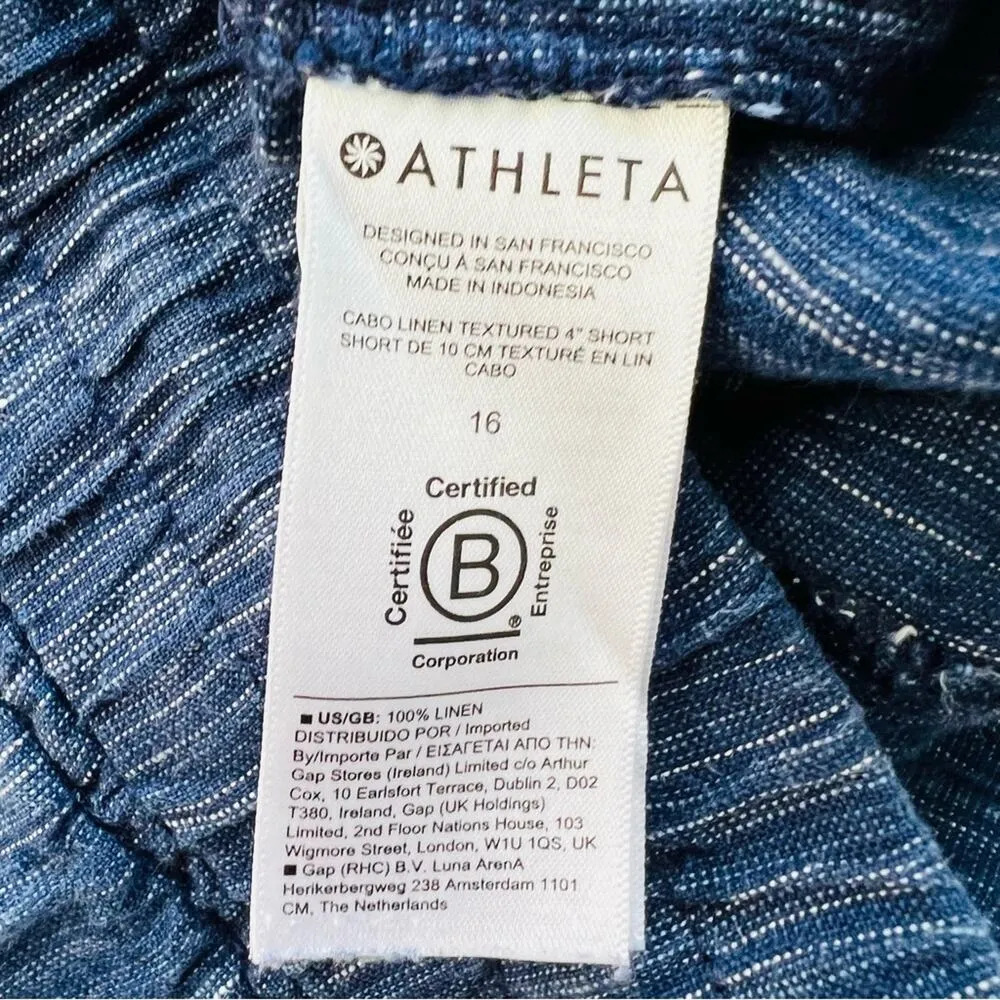 ATHLETA
DESIGNED IN SAN FRANCISCO
CONÇU À SAN FRANCISCO
MADE IN INDONESIA
CABO LINEN TEXTURED 4" SHORT
SHORT DE 10 CM TEXTURÉ EN LIN
CABO
16
Certified
Certifiée
B
Entreprise
®
Corporation
■ US/GB: 100% LINEN
DISTRIBUIDO POR / Imported
By/Importe Par / ΕΙΣΑΓΕΤΑΙ ΑΠΟ ΤΗΝ:
Gap Stores (Ireland) Limited c/o Arthur
Cox, 10 Earlsfort Terrace, Dublin 2, D02
T380, Ireland, Gap (UK Holdings)
Limited, 2nd Floor Nations House, 103
Wigmore Street, London, W1U 1QS, UK
■ Gap (RHC) B.V. Luna ArenA
Herikerbergweg 238 Amsterdam 1101
CM, The Netherlands